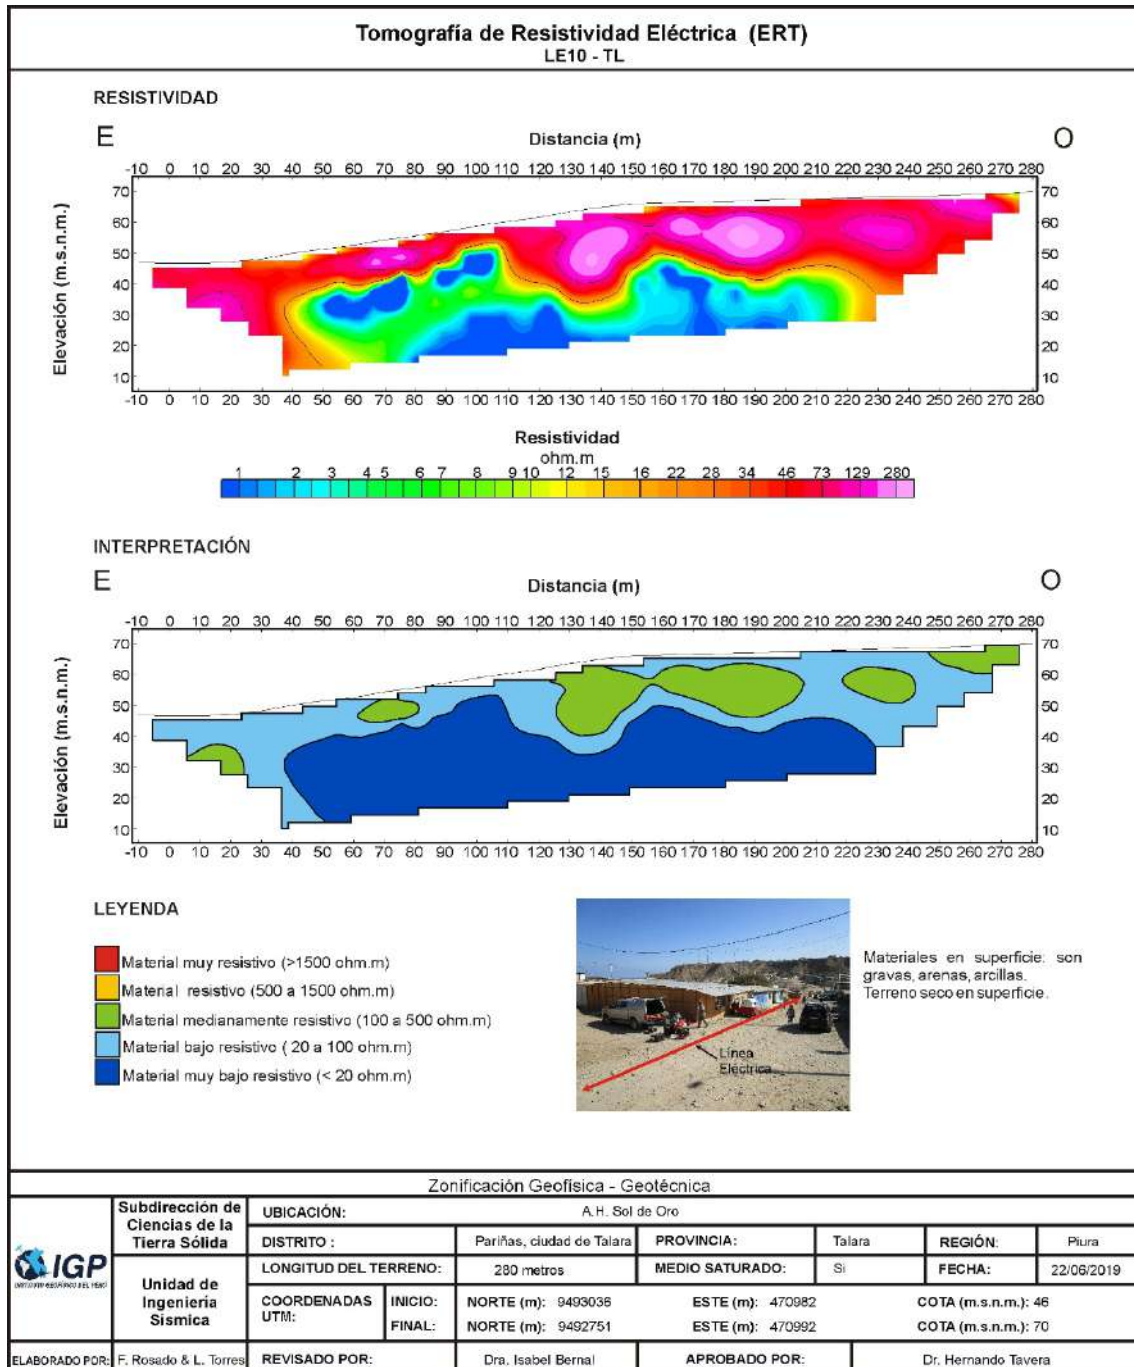 Tomografía de Resistividad Eléctrica (ERT)
LE10 - TL
RESISTIVIDAD
E
Distancia (m)
O
-10 0 10 20 30 40 50 60 70 80 90 100 110 120 130 140 150 160 170 180 190 200 210 220 230 240 250 260 270 280
Elevación (m.s.n.m.)
70 70
60 60
50 50
40 40
30 30
20 20
10 10
-10 0 10 20 30 40 50 60 70 80 90 100 110 120 130 140 150 160 170 180 190 200 210 220 230 240 250 260 270 280
Resistividad
ohm.m
1 2 3 4 5 6 7 8 9 10 12 15 16 22 28 34 46 73 129 280
INTERPRETACIÓN
E
Distancia (m)
O
-10 0 10 20 30 40 50 60 70 80 90 100 110 120 130 140 150 160 170 180 190 200 210 220 230 240 250 260 270 280
Elevación (m.s.n.m.)
70 70
60 60
50 50
40 40
30 30
20 20
10 10
-10 0 10 20 30 40 50 60 70 80 90 100 110 120 130 140 150 160 170 180 190 200 210 220 230 240 250 260 270 280
LEYENDA
Material muy resistivo (>1500 ohm.m)
Material resistivo (500 a 1500 ohm.m)
Material medianamente resistivo (100 a 500 ohm.m)
Material bajo resistivo ( 20 a 100 ohm.m)
Material muy bajo resistivo (< 20 ohm.m)
Línea
Eléctrica
Materiales en superficie: son
gravas, arenas, arcillas.
Terreno seco en superficie.
Zonificación Geofísica - Geotécnica
IGP
INSTITUTO GEOFÍSICO DEL PERÚ
Subdirección de
Ciencias de la
Tierra Sólida
Unidad de
Ingenieria
Sísmica
UBICACIÓN: A.H. Sol de Oro
DISTRITO : Pariñas, ciudad de Talara PROVINCIA: Talara REGIÓN: Piura
LONGITUD DEL TERRENO: 280 metros MEDIO SATURADO: Si FECHA: 22/06/2019
COORDENADAS
UTM:
INICIO: NORTE (m): 9493036 ESTE (m): 470982 COTA (m.s.n.m.): 46
FINAL: NORTE (m): 9492751 ESTE (m): 470992 COTA (m.s.n.m.): 70
ELABORADO POR: F. Rosado & L. Torres REVISADO POR: Dra. Isabel Bernal APROBADO POR: Dr. Hernando Tavera